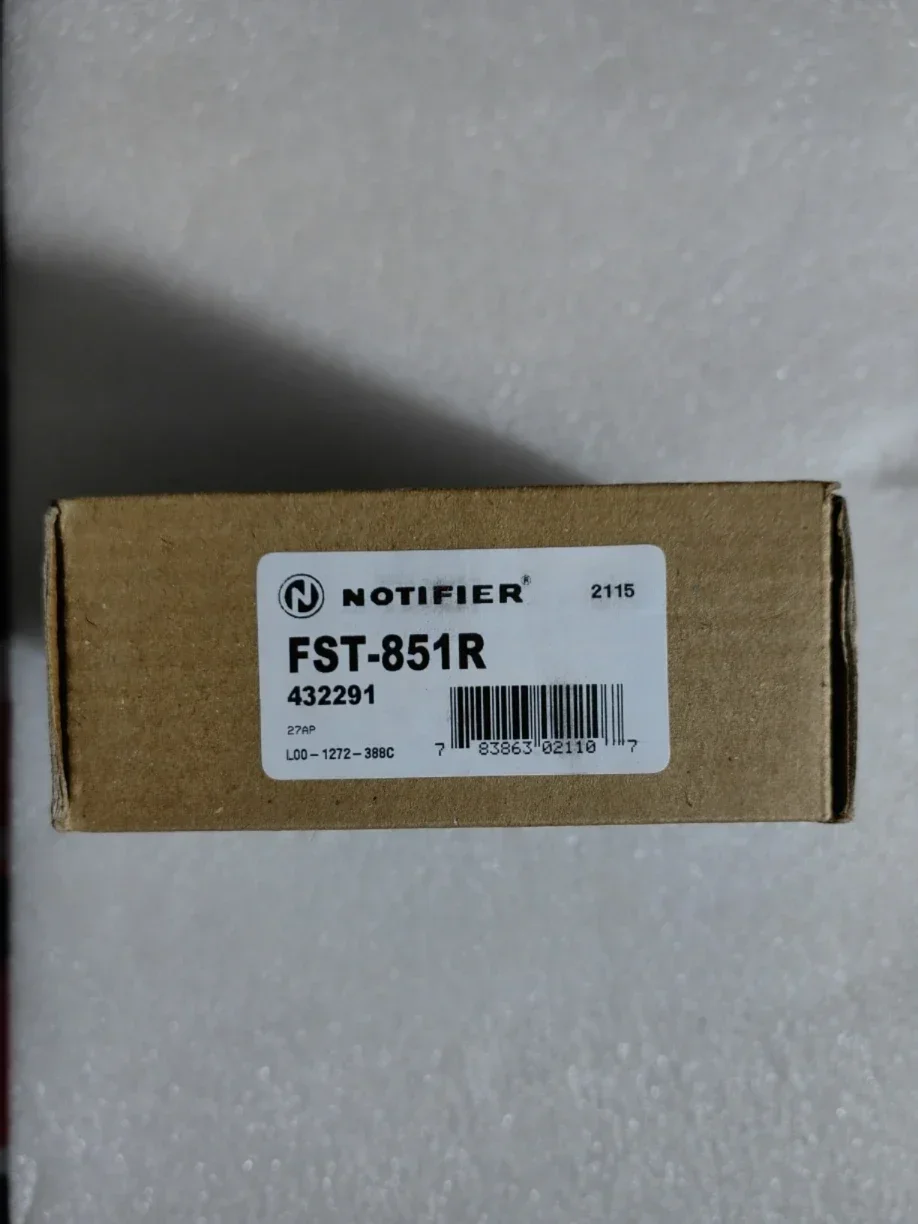 N NOTIFIER® 2115
FST-851R
432291
27AP
L00-1272-388C
7 83863 02110 7